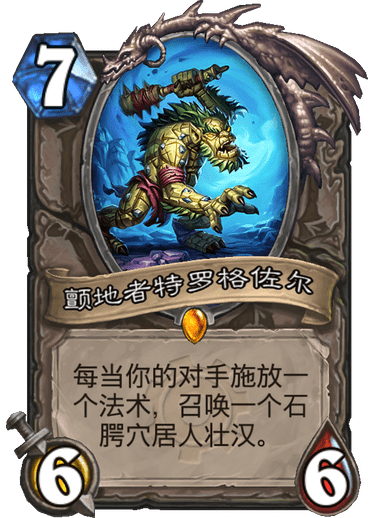 7
颤地者特罗格佐尔
每当你的对手施放一
个法术，召唤一个石
腭穴居人壮汉。
6
6